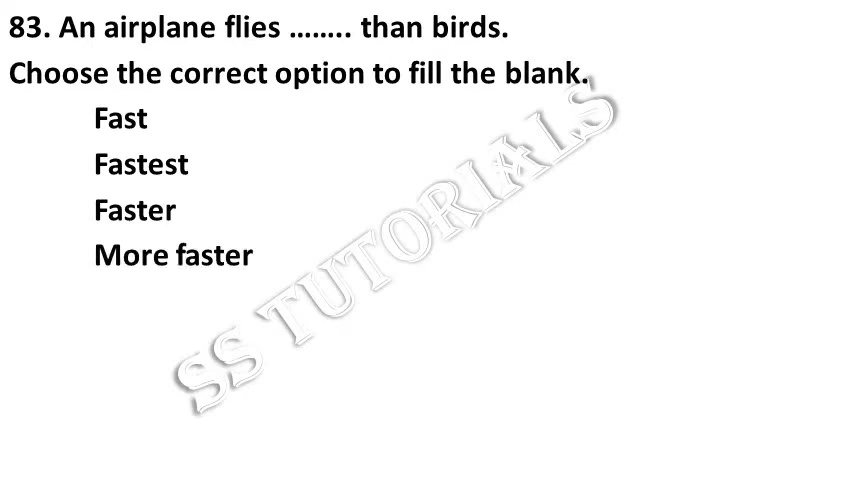 83. An airplane flies …….. than birds.
Choose the correct option to fill the blank.
Fast
Fastest
Faster
More faster
SS TUTORIALS